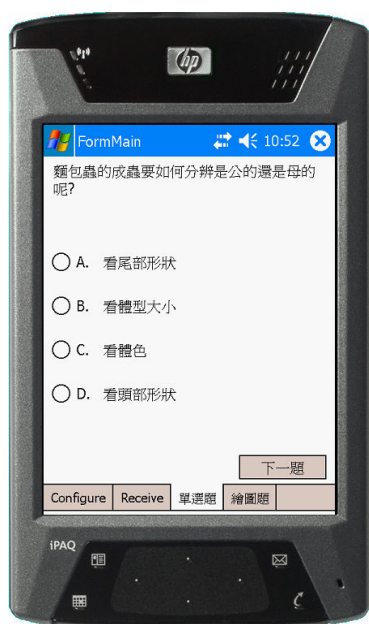 hp
FormMain 10:52
麵包蟲的成蟲要如何分辨是公的還是母的
呢?
A. 看尾部形狀
B. 看體型大小
C. 看體色
D. 看頭部形狀
下一題
Configure Receive 單選題 繪圖題
iPAQ